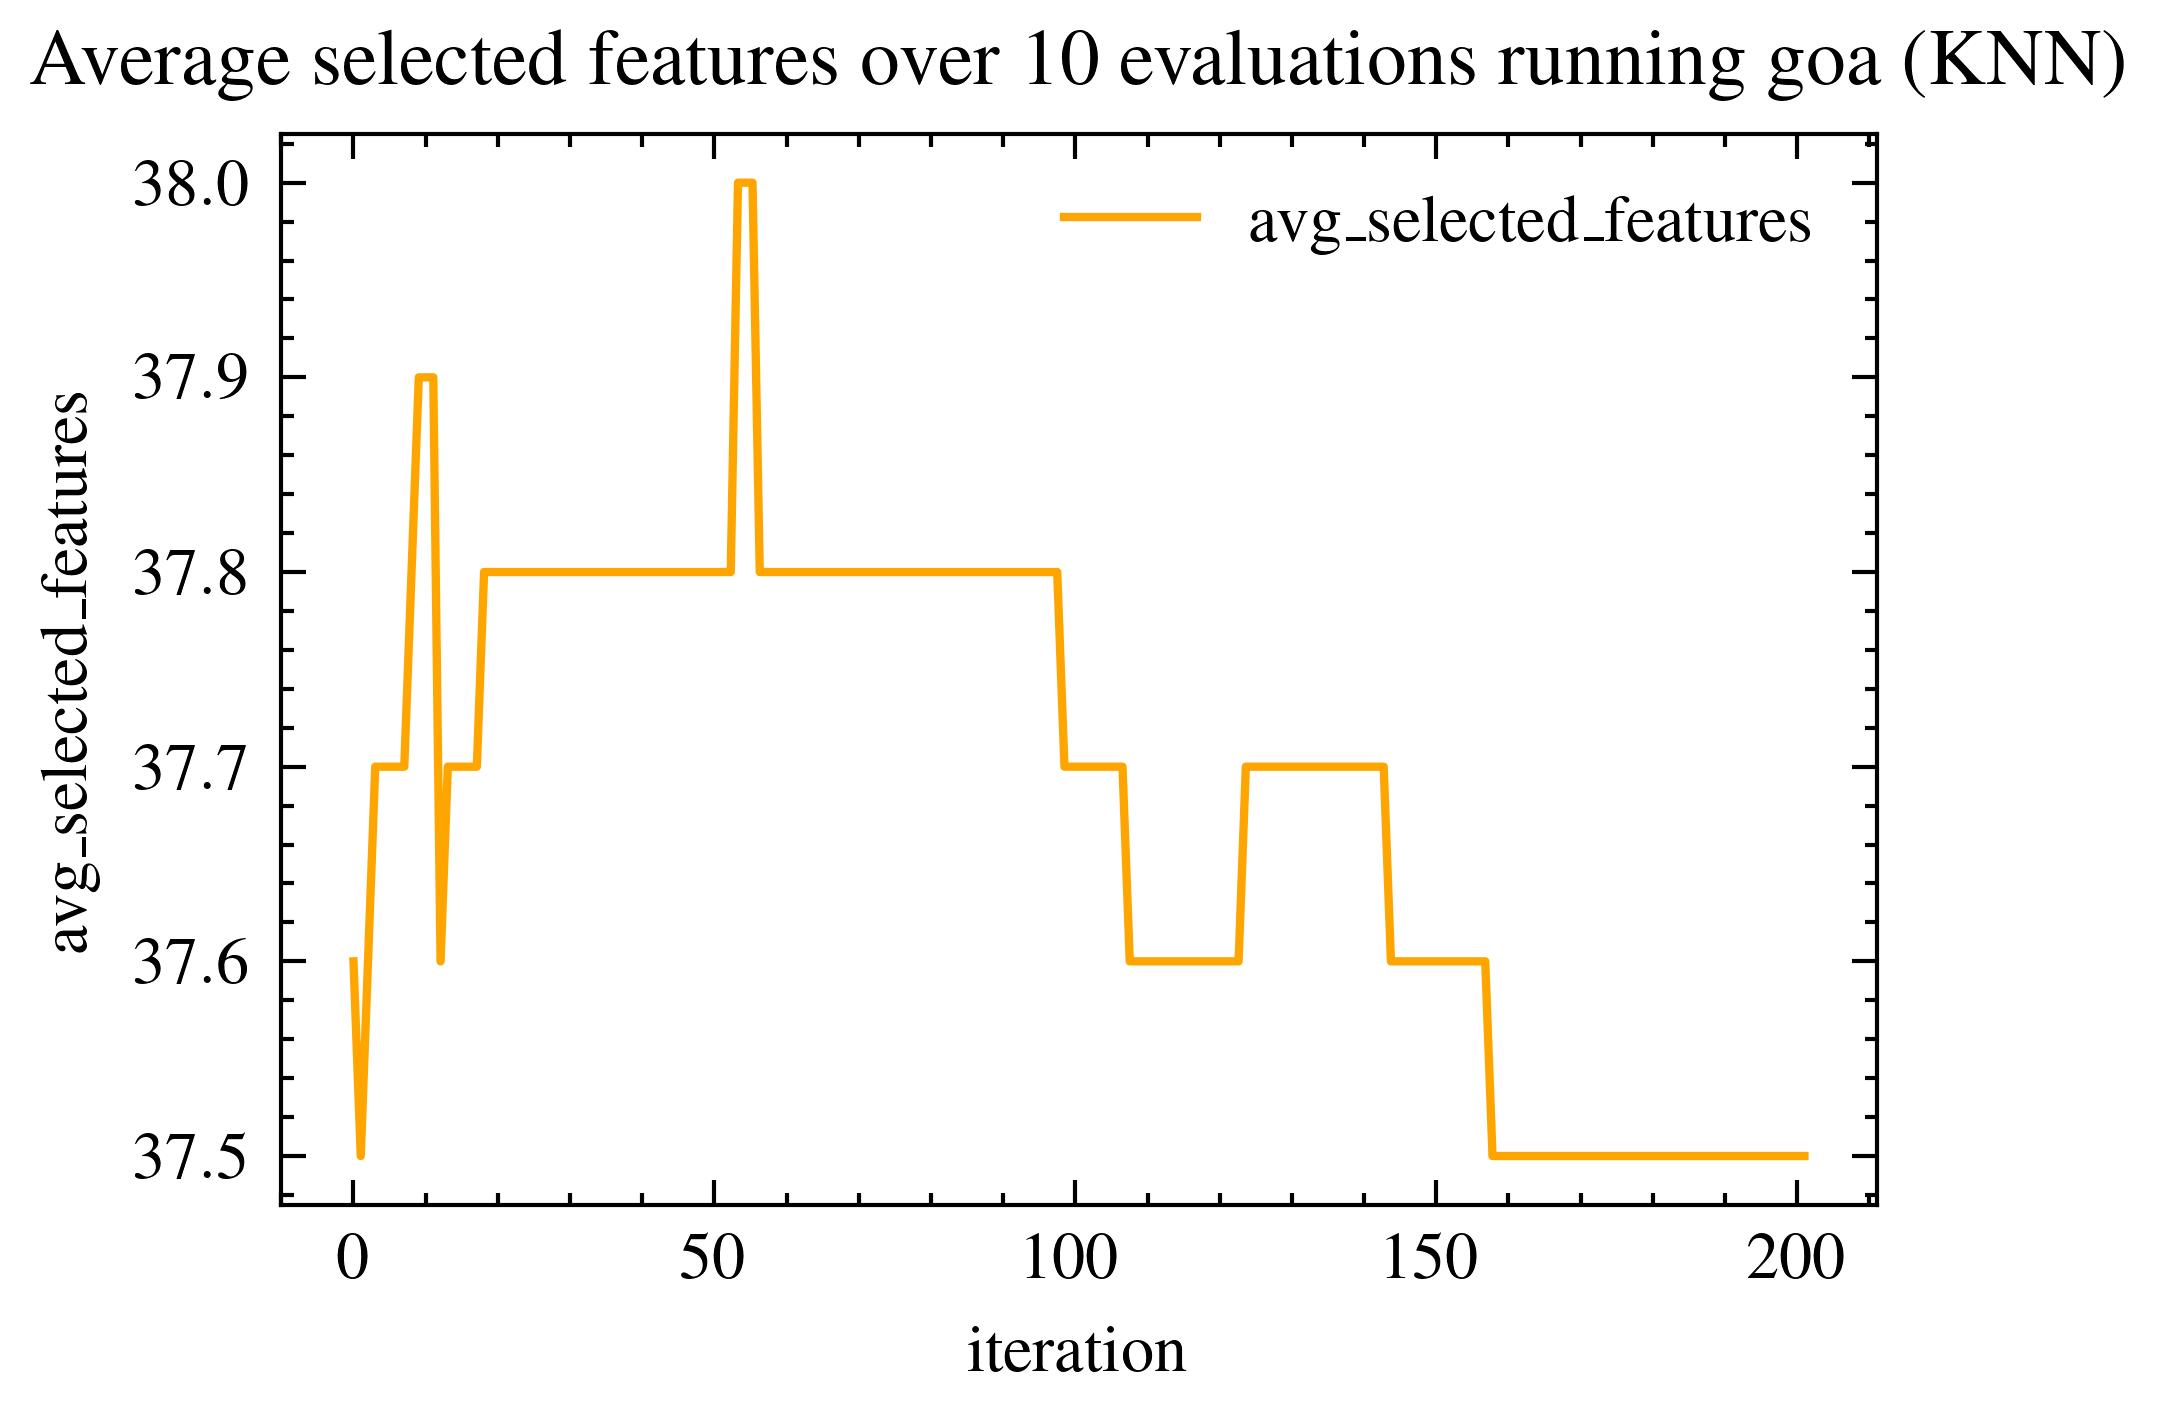 Average selected features over 10 evaluations running goa (KNN)
38.0
37.9
37.8
37.7
37.6
37.5
avg_selected_features
avg_selected_features
0 50 100 150 200
iteration